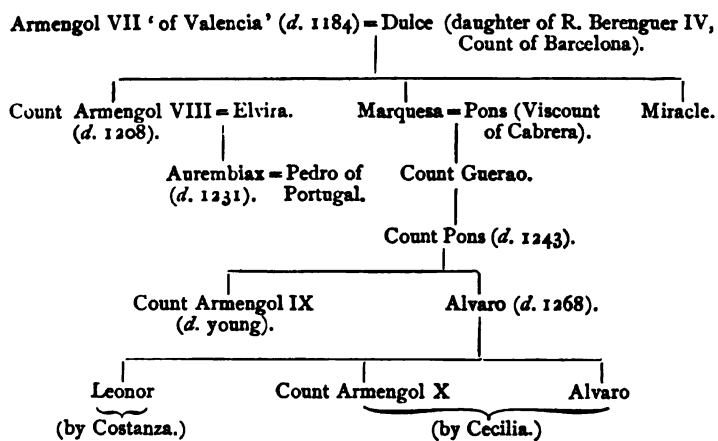 Armengol VII ‘of Valencia’ (d. 1184) = Dulce (daughter of R. Berenguer IV,
Count of Barcelona).
Count Armengol VIII = Elvira.
(d. 1208).
Marquesa = Pons (Viscount
of Cabrera).
Miracle.
Aurembiax = Pedro of
(d. 1231). Portugal.
Count Guerao.
Count Pons (d. 1243).
Count Armengol IX
(d. young).
Alvaro (d. 1268).
Leonor
(by Costanza.)
Count Armengol X
Alvaro
(by Cecilia.)